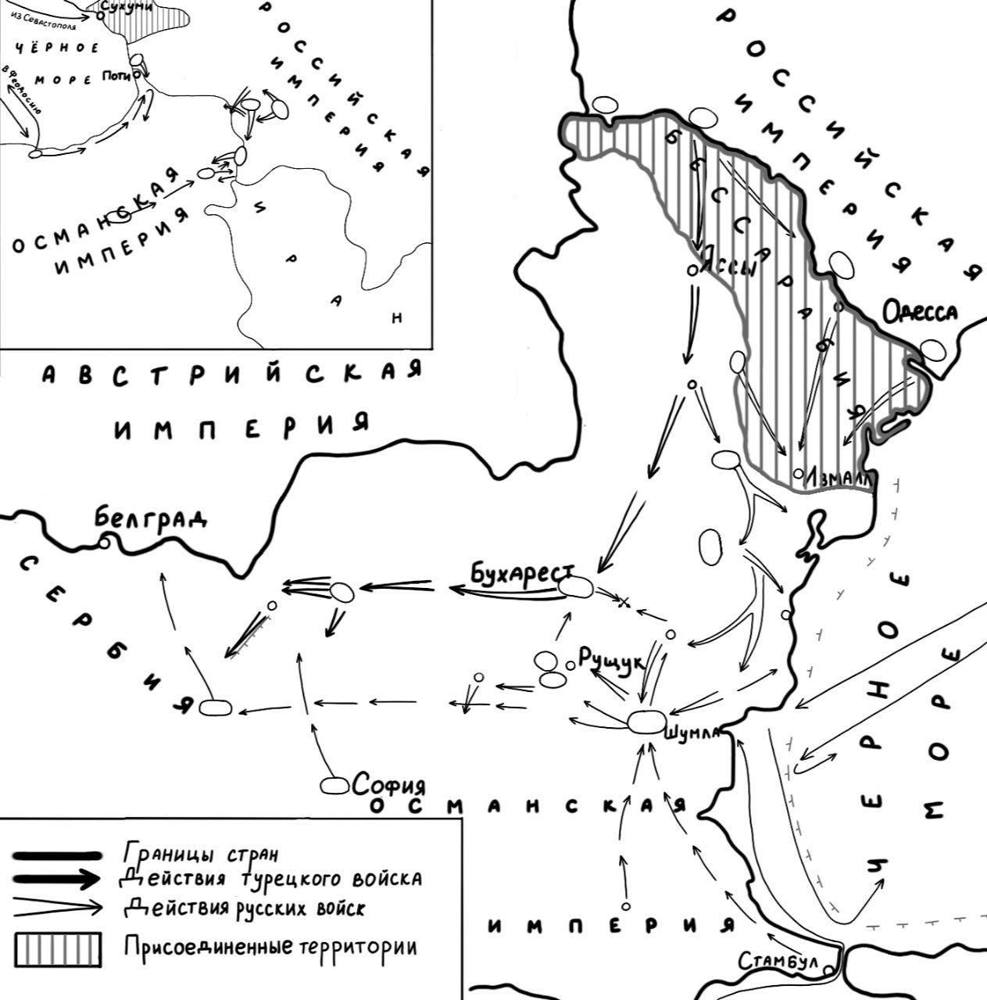 из Севастополя
Сухуми
ЧЁРНОЕ
МОРЕ
Поти
в Феодосию
РОССИЙСКАЯ
ИМПЕРИЯ
ОСМАНСКАЯ
ИМПЕРИЯ
ИРАН
РОССИЙСКАЯ
ИМПЕРИЯ
БЕССАРАБИЯ
Яссы
Одесса
Измаил
АВСТРИЙСКАЯ
ИМПЕРИЯ
Белград
СЕРБИЯ
Бухарест
Рущук
Шумла
София
ЧЕРНОЕ
МОРЕ
ОСМАНСКАЯ
ИМПЕРИЯ
Стамбул
Границы стран
Действия турецкого войска
Действия русских войск
Присоединенные территории